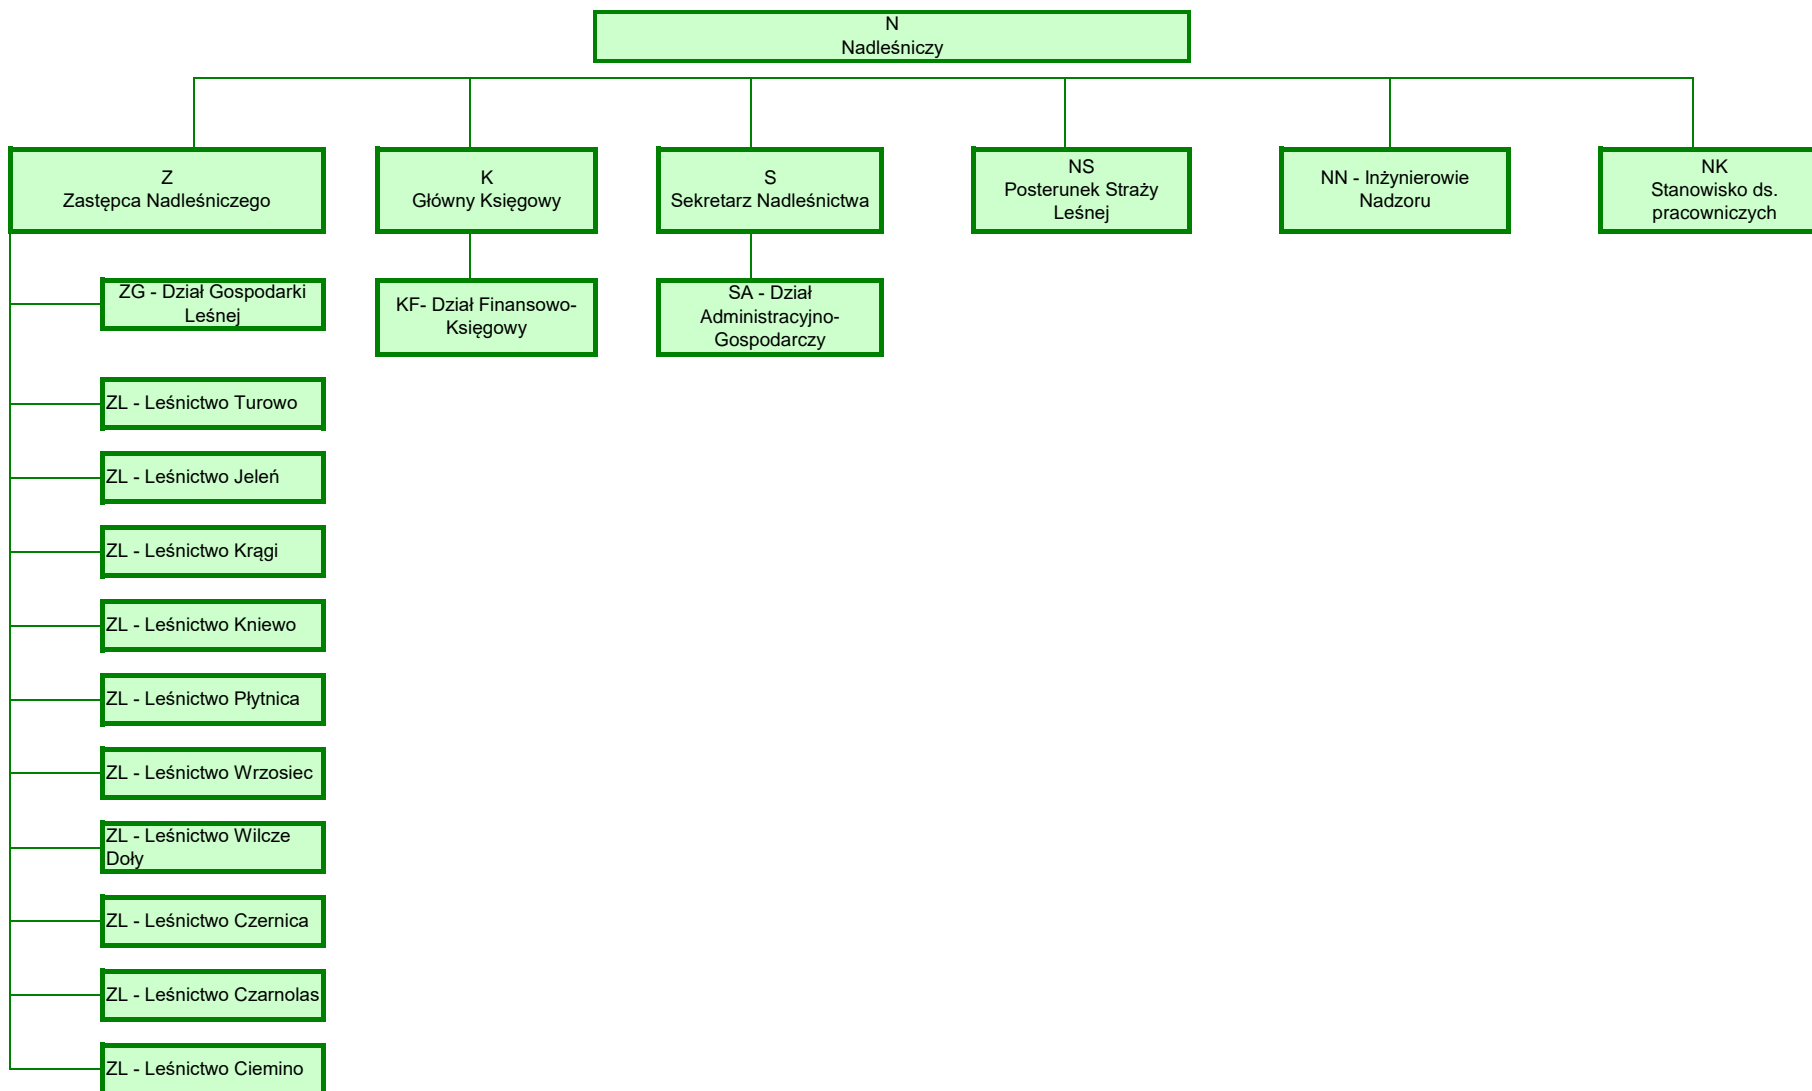 N
Nadleśniczy
Z
Zastępca Nadleśniczego
K
Główny Księgowy
S
Sekretarz Nadleśnictwa
NS
Posterunek Straży
Leśnej
NN - Inżynierowie
Nadzoru
NK
Stanowisko ds.
pracowniczych
ZG - Dział Gospodarki
Leśnej
KF- Dział Finansowo-
Księgowy
SA - Dział
Administracyjno-
Gospodarczy
ZL - Leśnictwo Turowo
ZL - Leśnictwo Jeleń
ZL - Leśnictwo Krągi
ZL - Leśnictwo Kniewo
ZL - Leśnictwo Płytnica
ZL - Leśnictwo Wrzosiec
ZL - Leśnictwo Wilcze
Doły
ZL - Leśnictwo Czernica
ZL - Leśnictwo Czarnolas
ZL - Leśnictwo Ciemino